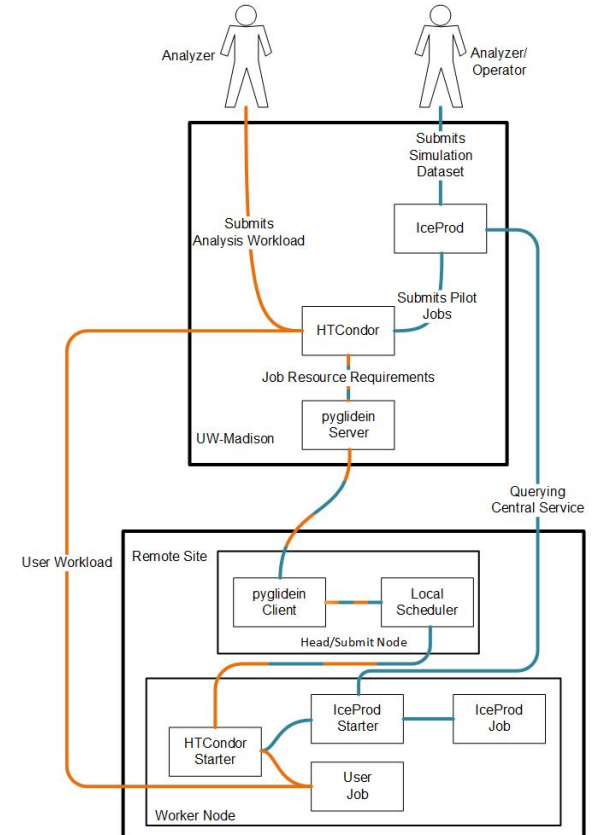 Analyzer
Analyzer/
Operator
Submits
Simulation
Dataset
IceProd
Submits
Analysis Workload
Submits Pilot
Jobs
HTCondor
Job Resource Requirements
pyglidein
Server
UW-Madison
Querying
Central Service
User Workload
Remote Site
pyglidein
Client
Local
Scheduler
Head/Submit Node
IceProd
Starter
IceProd
Job
HTCondor
Starter
User
Job
Worker Node